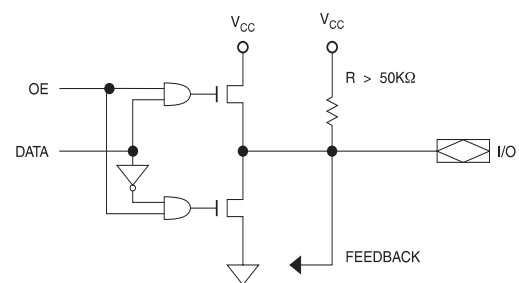 VCC
VCC
R > 50KΩ
OE
DATA
I/O
FEEDBACK